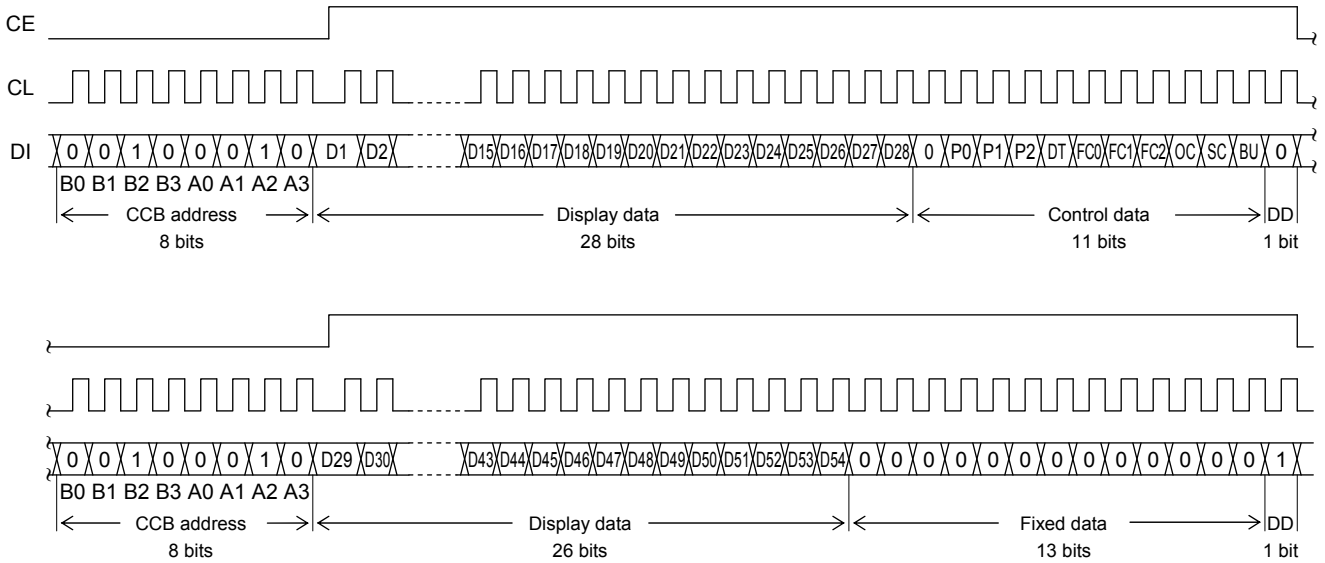 CE
CL
DI 0 0 1 0 0 0 1 0 D1 D2 D15 D16 D17 D18 D19 D20 D21 D22 D23 D24 D25 D26 D27 D28 0 P0 P1 P2 DT FC0 FC1 FC2 OC SC BU 0
B0 B1 B2 B3 A0 A1 A2 A3
CCB address Display data Control data DD
8 bits 28 bits 11 bits 1 bit
0 0 1 0 0 0 1 0 D29 D30 D43 D44 D45 D46 D47 D48 D49 D50 D51 D52 D53 D54 0 0 0 0 0 0 0 0 0 0 0 0 0 1
B0 B1 B2 B3 A0 A1 A2 A3
CCB address Display data Fixed data DD
8 bits 26 bits 13 bits 1 bit